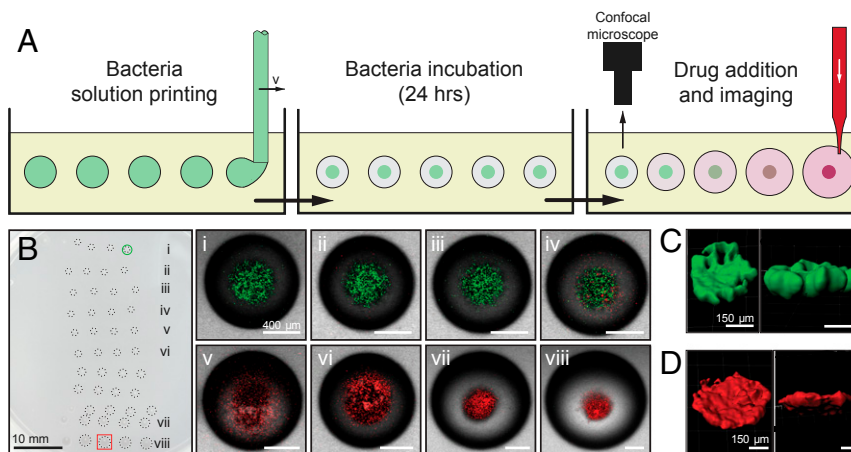 A
Bacteria
solution printing
v
Bacteria incubation
(24 hrs)
Confocal
microscope
Drug addition
and imaging
B
i
ii
iii
iv
v
vi
vii
viii
10 mm
i
400 µm
ii
iii
iv
v
vi
vii
viii
C
150 µm
D
150 µm